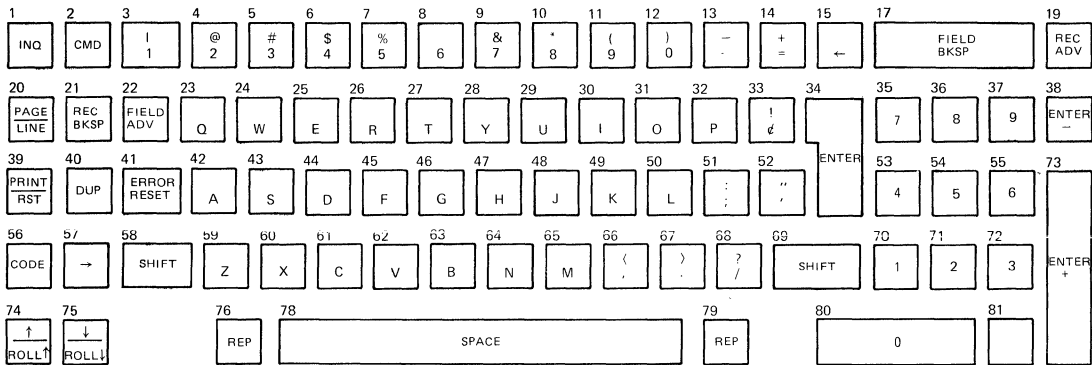 1 2 3 4 5 6 7 8 9 10 11 12 13 14 15 17 19
INQ CMD | 1 @ 2 # 3 $ 4 % 5 6 & 7 * 8 ( 9 ) 0 — - + = ← FIELD BKSP REC ADV
20 21 22 23 24 25 26 27 28 29 30 31 32 33 34 35 36 37 38
PAGE LINE REC BKSP FIELD ADV Q W E R T Y U I O P ! ¢ ENTER 7 8 9 ENTER —
39 40 41 42 43 44 45 46 47 48 49 50 51 52 53 54 55 73
PRINT RST DUP ERROR RESET A S D F G H J K L : ; " ' 4 5 6 ENTER +
56 57 58 59 60 61 62 63 64 65 66 67 68 69 70 71 72
CODE → SHIFT Z X C V B N M < , > . ? / SHIFT 1 2 3
74 75 76 78 79 80 81
↑ ROLL↑ ↓ ROLL↓ REP SPACE REP 0